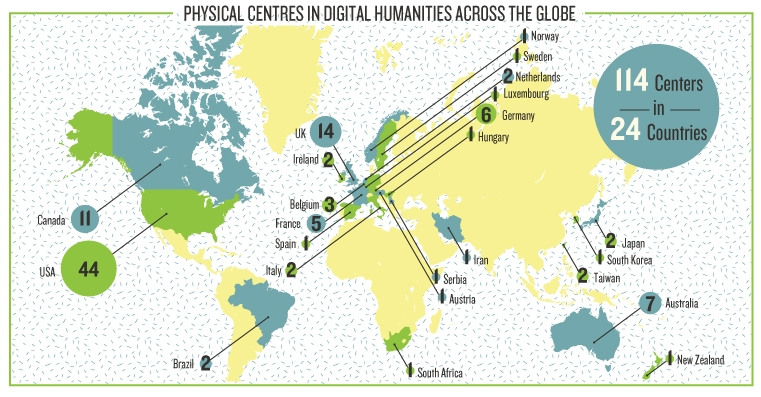 PHYSICAL CENTRES IN DIGITAL HUMANITIES ACROSS THE GLOBE
1 Norway
1 Sweden
2 Netherlands
1 Luxembourg
6 Germany
1 Hungary
114 Centers
in
24 Countries
UK 14
Ireland 2
Belgium 3
France 5
Spain 1
Italy 2
Canada 11
USA 44
Brazil 2
1 Iran
1 Serbia
1 Austria
2 Japan
1 South Korea
2 Taiwan
7 Australia
1 New Zealand
1 South Africa